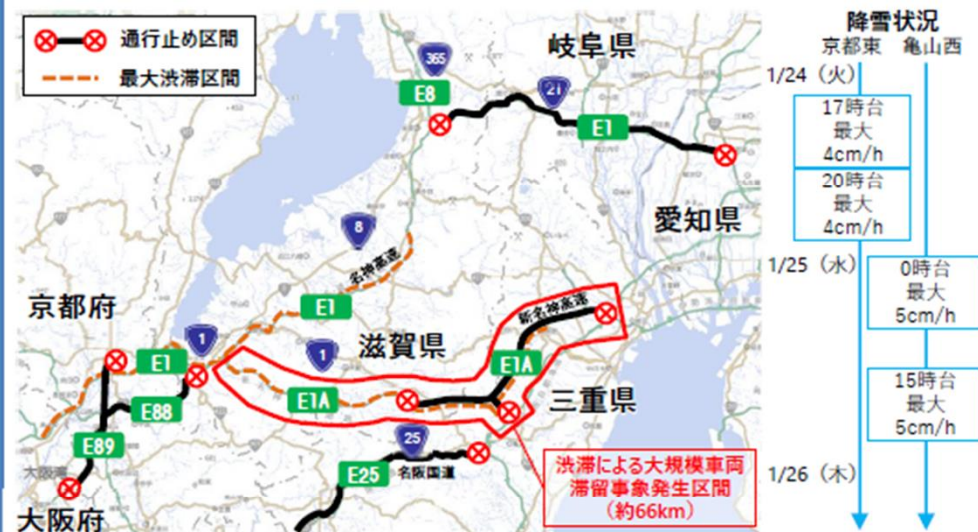 通行止め区間
最大渋滞区間
岐阜県
365
E8
21
E1
愛知県
8
名神高速
E1
京都府
1
滋賀県
新名神高速
E1
1
E1A
E1A
三重県
E88
25
E89
E25
名阪国道
大阪府
渋滞による大規模車両
滞留事象発生区間
(約66km)
降雪状況
京都東 亀山西
1/24(火)
17時台
最大
4cm/h
20時台
最大
4cm/h
1/25(水)
0時台
最大
5cm/h
15時台
最大
5cm/h
1/26(木)